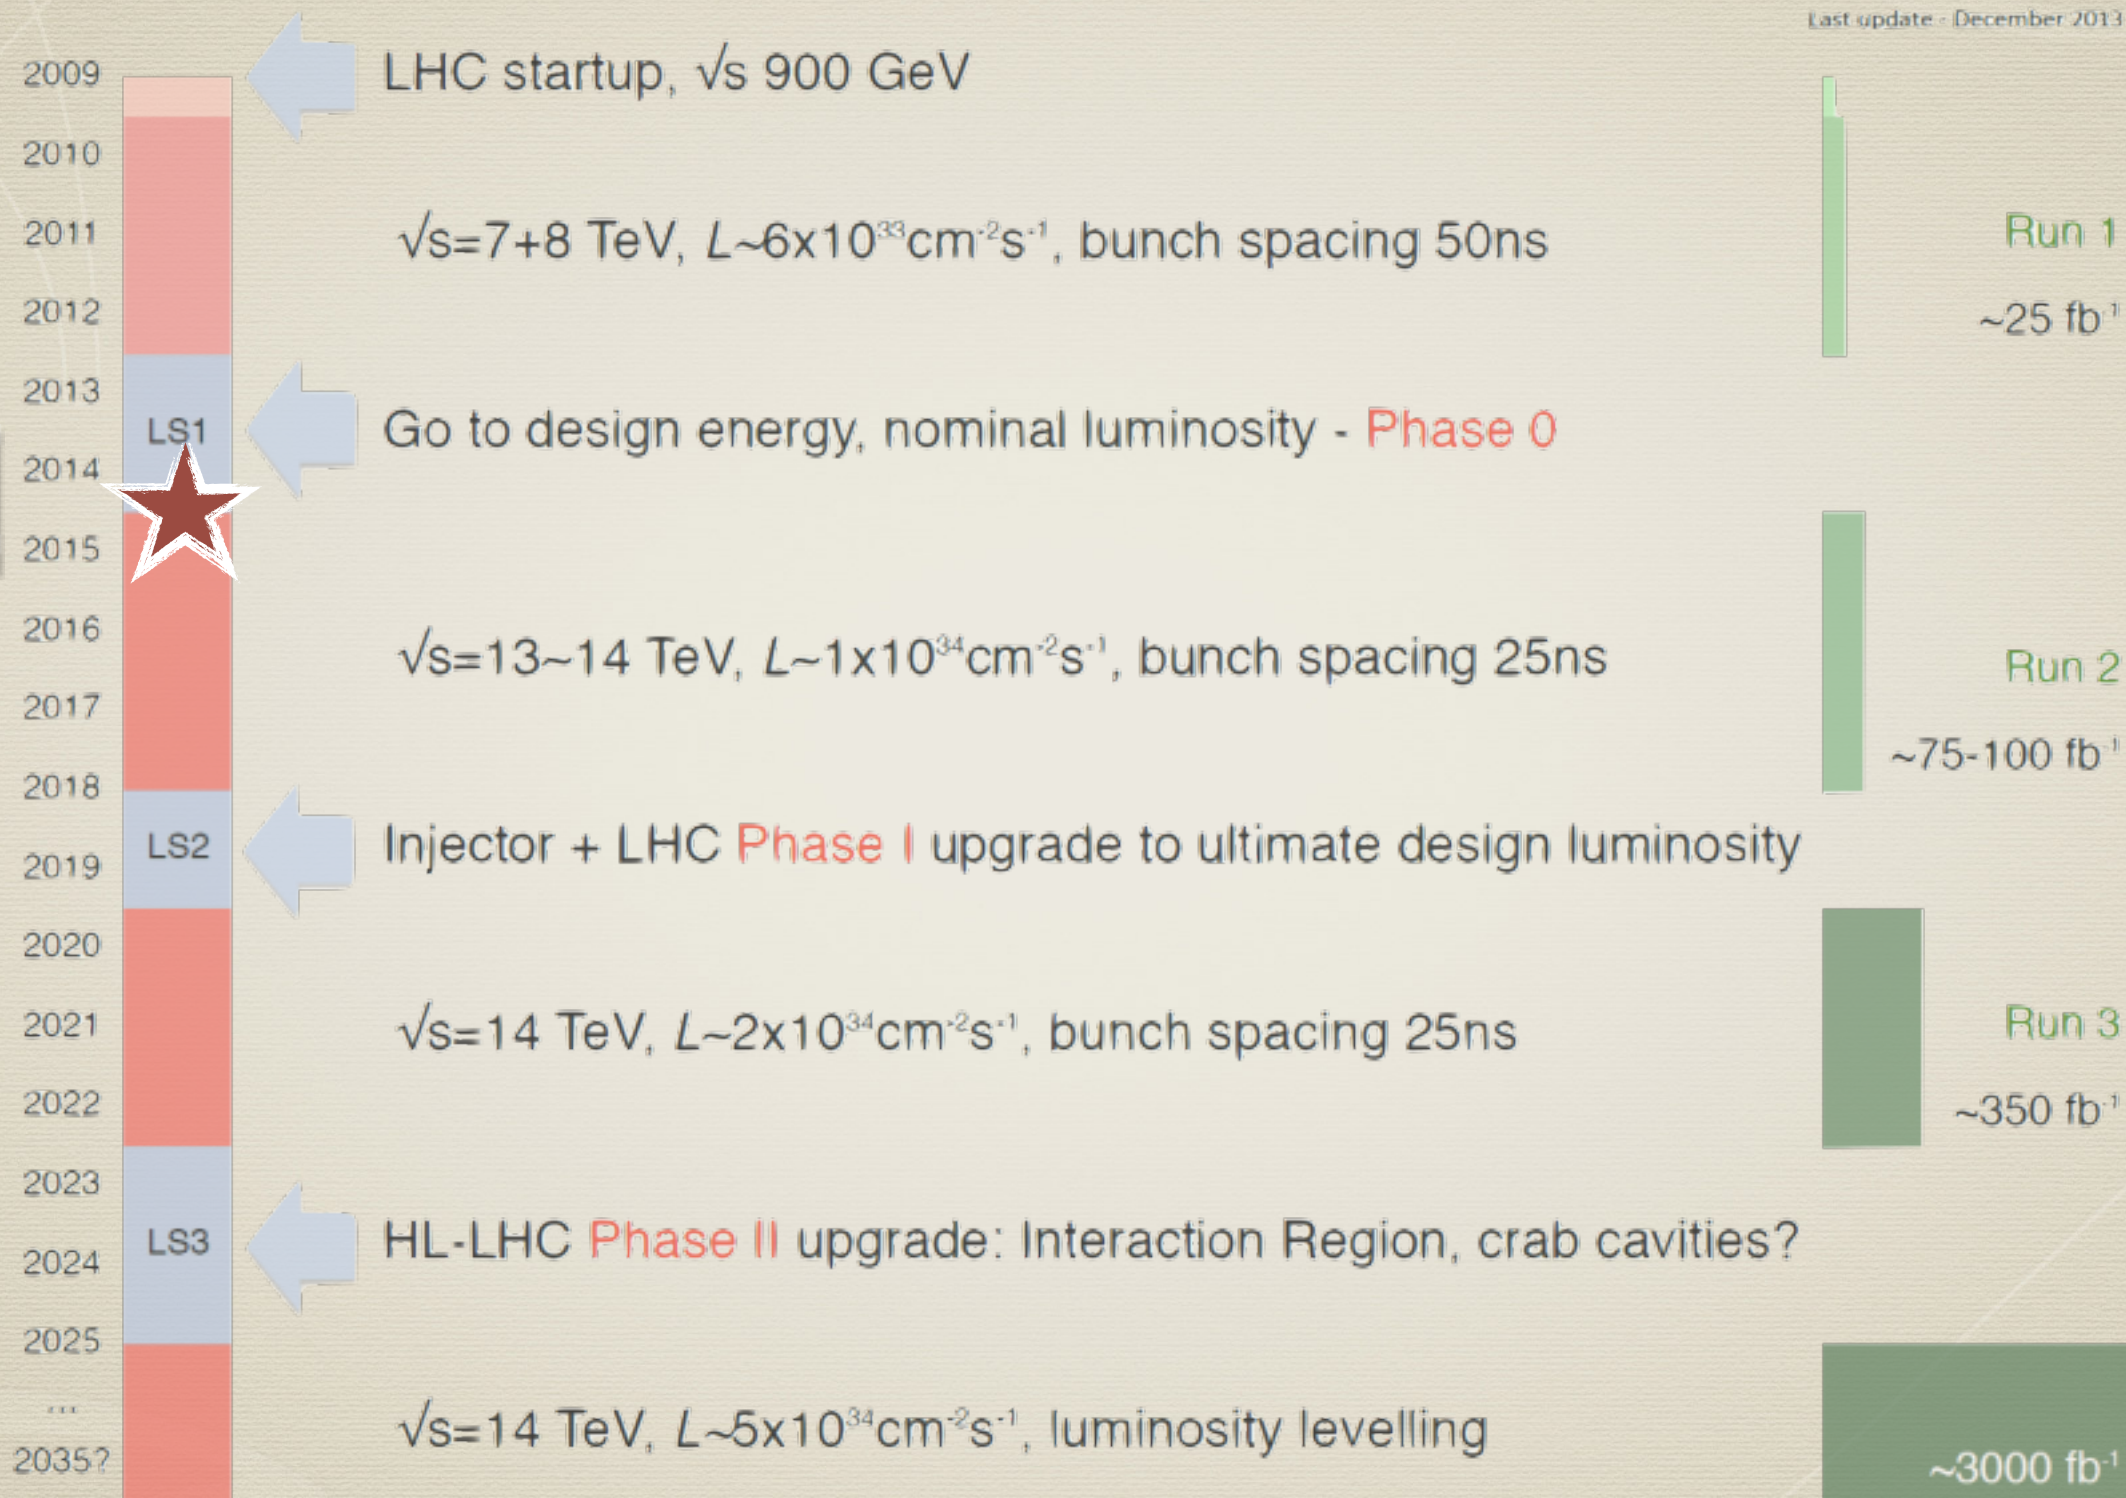 Last update - December 2013
2009 LHC startup, √s 900 GeV
2010
2011 √s=7+8 TeV, L~6x10³³cm⁻²s⁻¹, bunch spacing 50ns Run 1
2012 ~25 fb⁻¹
2013
LS1 Go to design energy, nominal luminosity - Phase 0
2014
2015
2016
√s=13~14 TeV, L~1x10³⁴cm⁻²s⁻¹, bunch spacing 25ns Run 2
2017
~75-100 fb⁻¹
2018
LS2 Injector + LHC Phase I upgrade to ultimate design luminosity
2019
2020
2021 √s=14 TeV, L~2x10³⁴cm⁻²s⁻¹, bunch spacing 25ns Run 3
2022 ~350 fb⁻¹
2023
LS3 HL-LHC Phase II upgrade: Interaction Region, crab cavities?
2024
2025
...
√s=14 TeV, L~5x10³⁴cm⁻²s⁻¹, luminosity levelling
2035? ~3000 fb⁻¹